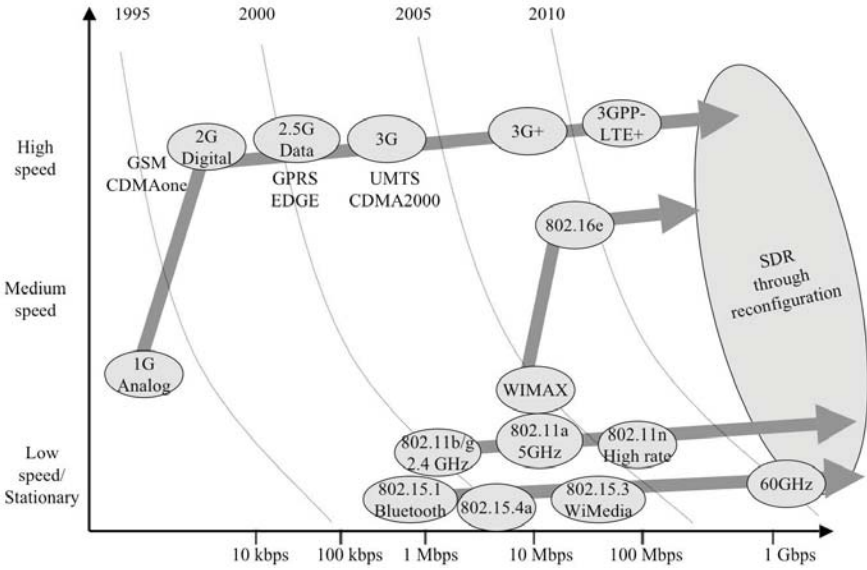 1995
2000
2005
2010
High
speed
Medium
speed
Low
speed/
Stationary
2G
Digital
2.5G
Data
3G
3G+
3GPP-
LTE+
GSM
CDMAone
GPRS
EDGE
UMTS
CDMA2000
802.16e
SDR
through
reconfiguration
1G
Analog
WIMAX
802.11b/g
2.4 GHz
802.11a
5GHz
802.11n
High rate
802.15.1
Bluetooth
802.15.4a
802.15.3
WiMedia
60GHz
10 kbps
100 kbps
1 Mbps
10 Mbps
100 Mbps
1 Gbps